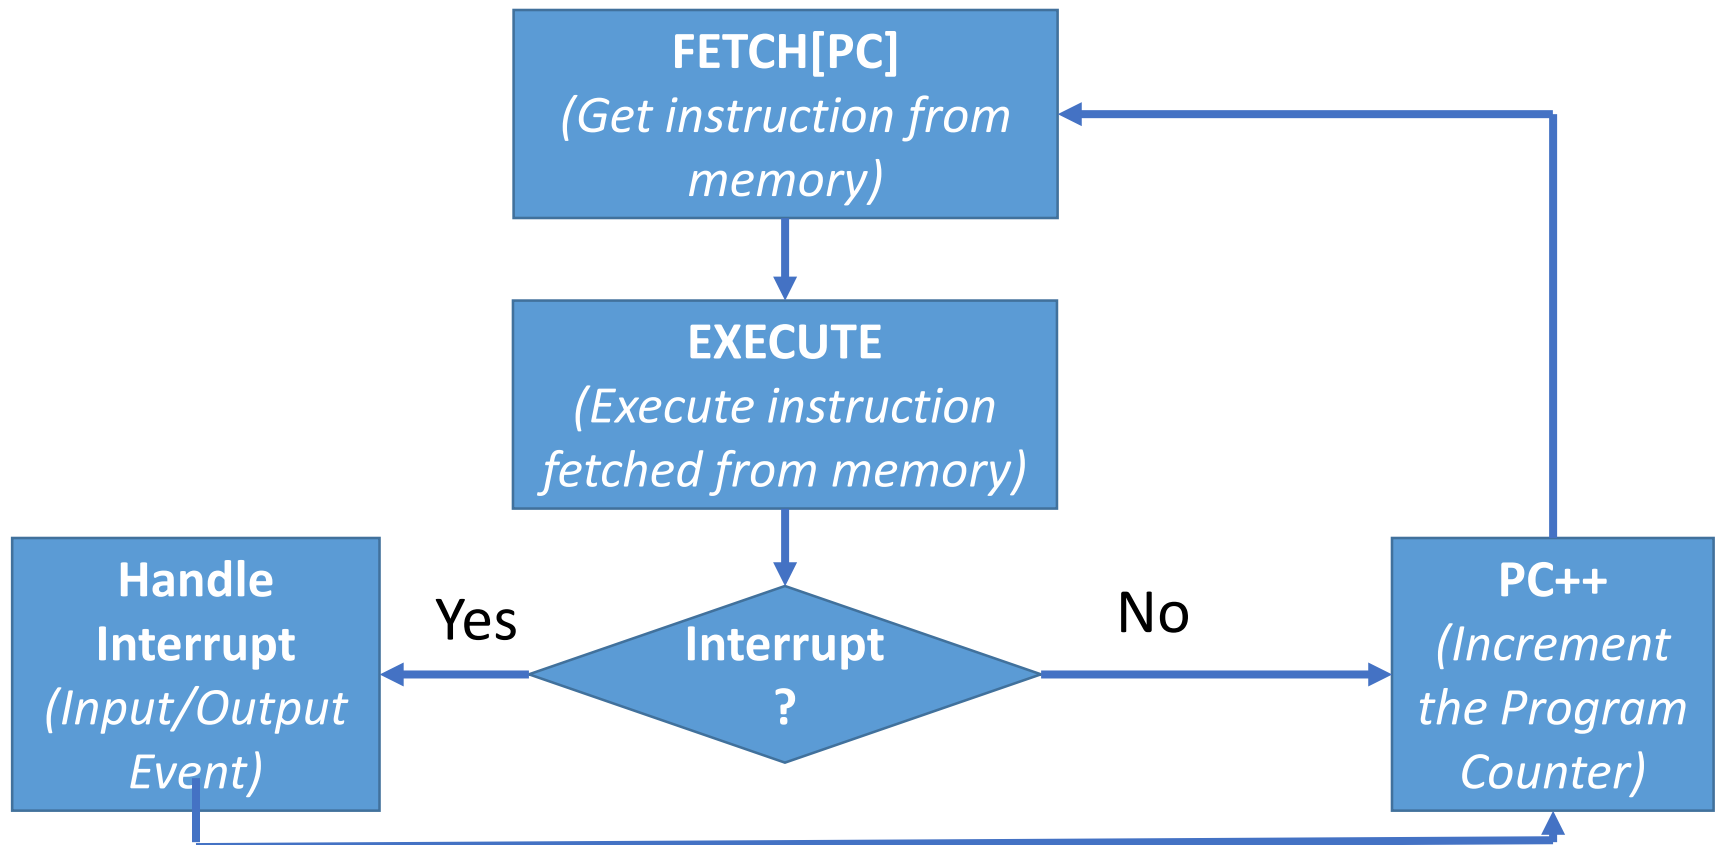 FETCH[PC]
(Get instruction from
memory)
EXECUTE
(Execute instruction
fetched from memory)
Handle
Interrupt
(Input/Output
Event)
Yes
Interrupt
?
No
PC++
(Increment
the Program
Counter)